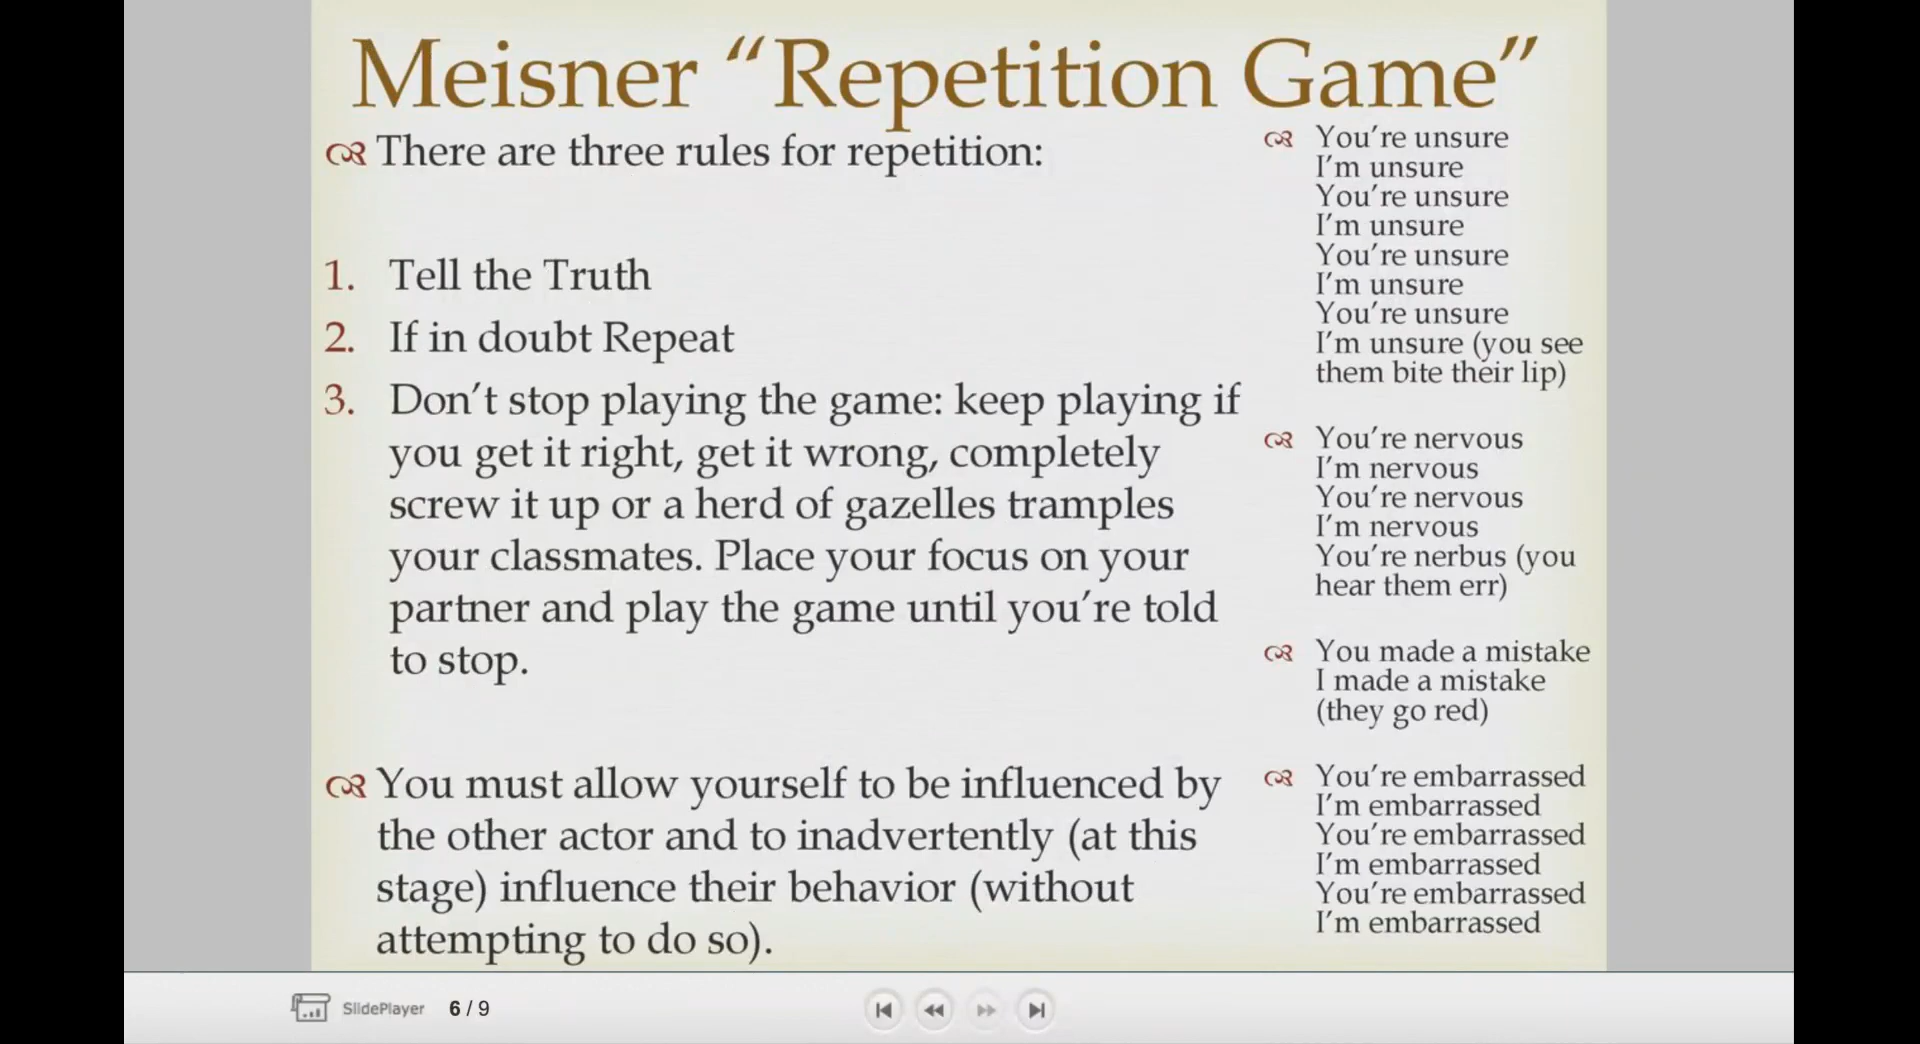 Meisner “Repetition Game”
There are three rules for repetition:
1. Tell the Truth
2. If in doubt Repeat
3. Don’t stop playing the game: keep playing if
you get it right, get it wrong, completely
screw it up or a herd of gazelles tramples
your classmates. Place your focus on your
partner and play the game until you’re told
to stop.
You must allow yourself to be influenced by
the other actor and to inadvertently (at this
stage) influence their behavior (without
attempting to do so).
You’re unsure
I’m unsure
You’re unsure
I’m unsure
You’re unsure
I’m unsure
You’re unsure
I’m unsure (you see
them bite their lip)
You’re nervous
I’m nervous
You’re nervous
I’m nervous
You’re nerbus (you
hear them err)
You made a mistake
I made a mistake
(they go red)
You’re embarrassed
I’m embarrassed
You’re embarrassed
I’m embarrassed
You’re embarrassed
I’m embarrassed
SlidePlayer 6 / 9